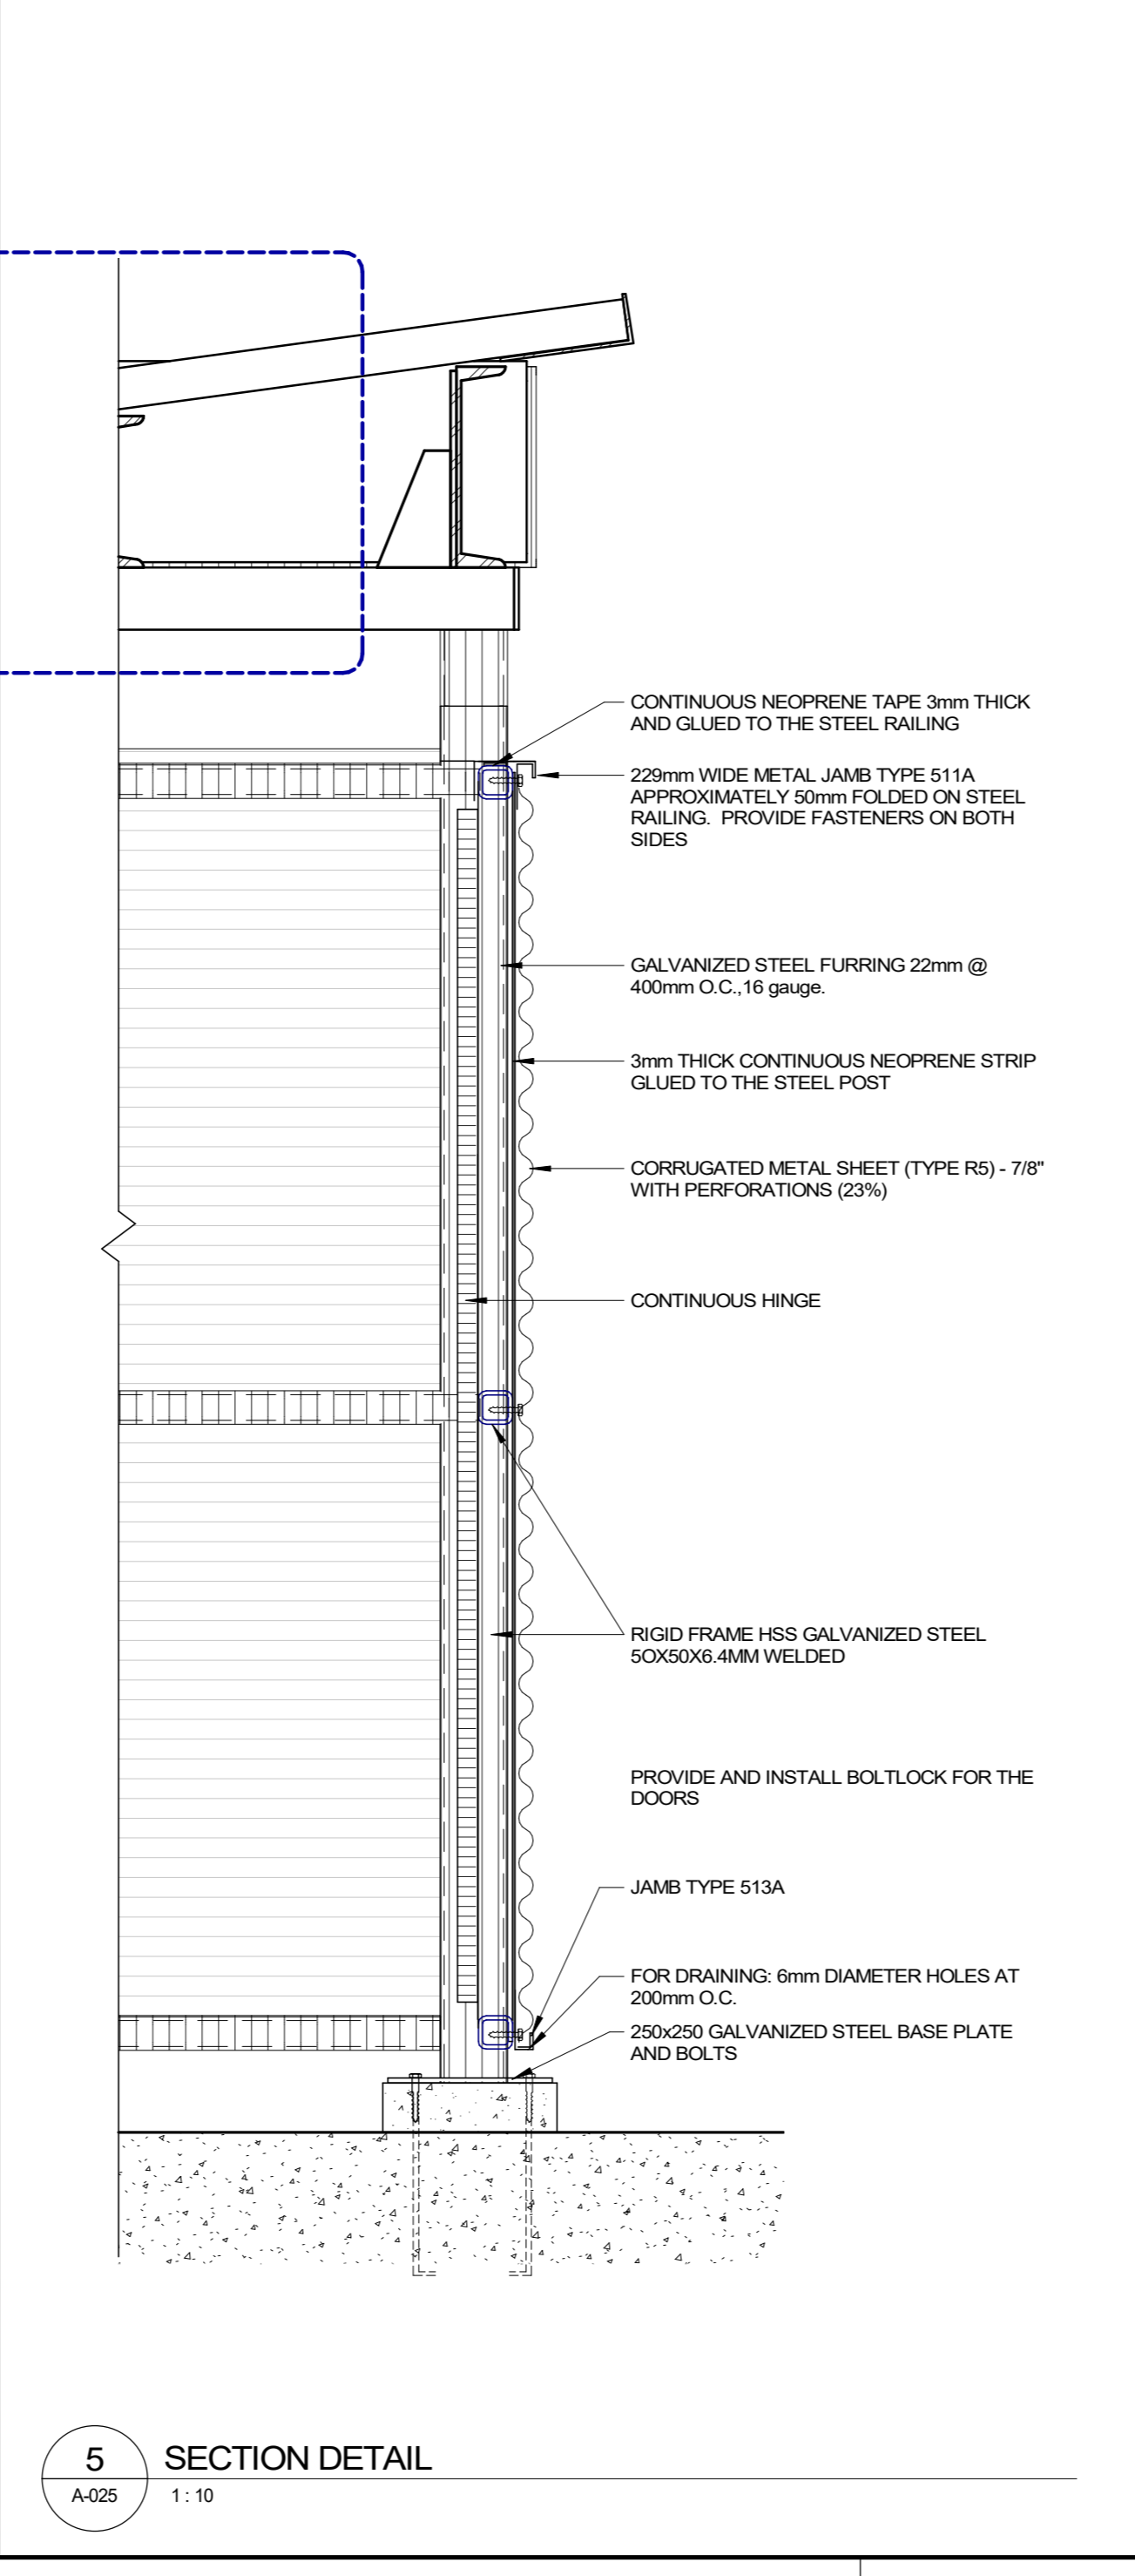 CONTINUOUS NEOPRENE TAPE 3mm THICK
AND GLUED TO THE STEEL RAILING
229mm WIDE METAL JAMB TYPE 511A
APPROXIMATELY 50mm FOLDED ON STEEL
RAILING.  PROVIDE FASTENERS ON BOTH
SIDES
GALVANIZED STEEL FURRING 22mm @
400mm O.C.,16 gauge.
3mm THICK CONTINUOUS NEOPRENE STRIP
GLUED TO THE STEEL POST
CORRUGATED METAL SHEET (TYPE R5) - 7/8"
WITH PERFORATIONS (23%)
CONTINUOUS HINGE
RIGID FRAME HSS GALVANIZED STEEL
5OX50X6.4MM WELDED
PROVIDE AND INSTALL BOLTLOCK FOR THE
DOORS
JAMB TYPE 513A
FOR DRAINING: 6mm DIAMETER HOLES AT
200mm O.C.
250x250 GALVANIZED STEEL BASE PLATE
AND BOLTS
5
SECTION DETAIL
A-025
1 : 10